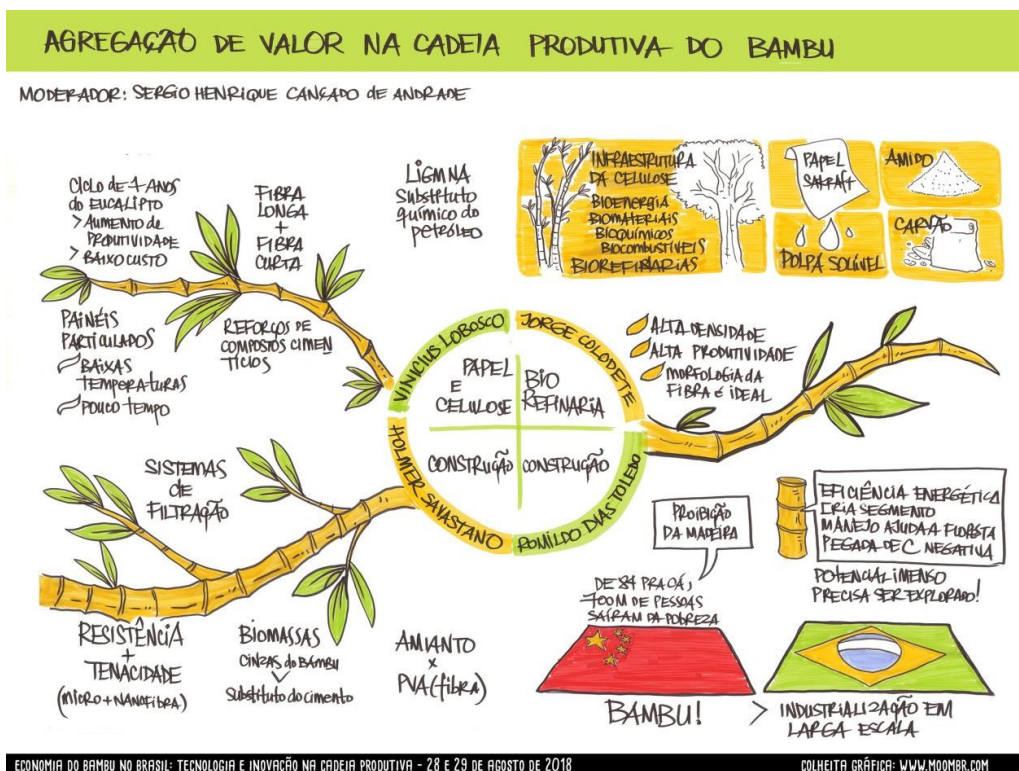 AGREGAÇÃO DE VALOR NA CADEIA PRODUTIVA DO BAMBU
MODERADOR: SERGIO HENRIQUE CANÇADO DE ANDRADE
CICLO DE 7 ANOS
DO EUCALIPTO
> AUMENTO DE
PRODUTIVIDADE
> BAIXO CUSTO
FIBRA
LONGA
+
FIBRA
CURTA
LIGNINA
SUBSTITUTO
QUÍMICO DO
PETRÓLEO
PAINÉIS
PARTICULADOS
BAIXAS
TEMPERATURAS
POUCO TEMPO
REFORÇOS DE
COMPOSTOS CIMEN
TÍCIOS
INFRAESTRUTURA
DA CELULOSE
BIOENERGIA
BIOMATERIAIS
BIOQUÍMICOS
BIOCOMBUSTÍVEIS
BIOREFINARIAS
PAPEL
AMIDO
POLPA SOLÚVEL
CARVÃO
VINICIUS LOBOSCO
JORGE COLODETE
PAPEL
E
CELULOSE
BIO
REFINARIA
HOLMER SAVASTANO
ROMILDO DIAS TOLEDO
CONSTRUÇÃO
CONSTRUÇÃO
ALTA DENSIDADE
ALTA PRODUTIVIDADE
MORFOLOGIA DA
FIBRA É IDEAL
SISTEMAS
DE
FILTRAÇÃO
RESISTÊNCIA
+
TENACIDADE
(MICRO + NANOFIBRA)
BIOMASSAS
CINZAS DO BAMBU
SUBSTITUTO DO CIMENTO
AMIANTO
X
PVA (FIBRA)
PROIBIÇÃO
DA MADEIRA
DE 84 PRA CÁ,
700 M DE PESSOAS
SAÍRAM DA POBREZA
BAMBU!
EFICIÊNCIA ENERGÉTICA
CRIA SEGMENTO
MANEJO AJUDA A FLORESTA
PEGADA DE C NEGATIVA
POTENCIAL IMENSO
PRECISA SER EXPLORADO!
> INDUSTRIALIZAÇÃO EM
LARGA ESCALA
ECONOMIA DO BAMBU NO BRASIL: TECNOLOGIA E INOVAÇÃO NA CADEIA PRODUTIVA - 28 E 29 DE AGOSTO DE 2018
COLHEITA GRÁFICA: WWW.MOOMBR.COM